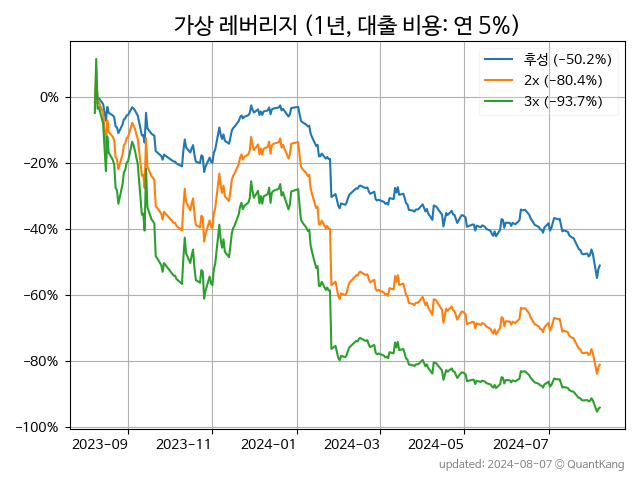 가상 레버리지 (1년, 대출 비용: 연 5%)
후성 (−50.2%)
2x (−80.4%)
3x (−93.7%)
0%
−20%
−40%
−60%
−80%
−100%
2023-09 2023-11 2024-01 2024-03 2024-05 2024-07
updated: 2024-08-07 © QuantKang